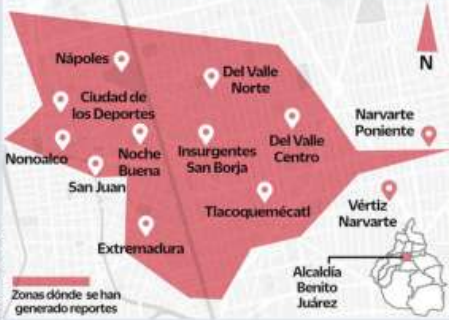 N
Nápoles
Del Valle
Norte
Ciudad de
los Deportes
Narvarte
Poniente
Nonoalco
Noche
Buena
Insurgentes
San Borja
Del Valle
Centro
San Juan
Tlacoquemécatl
Vértiz
Narvarte
Extremadura
Alcaldía
Benito
Juárez
Zonas dónde se han
generado reportes